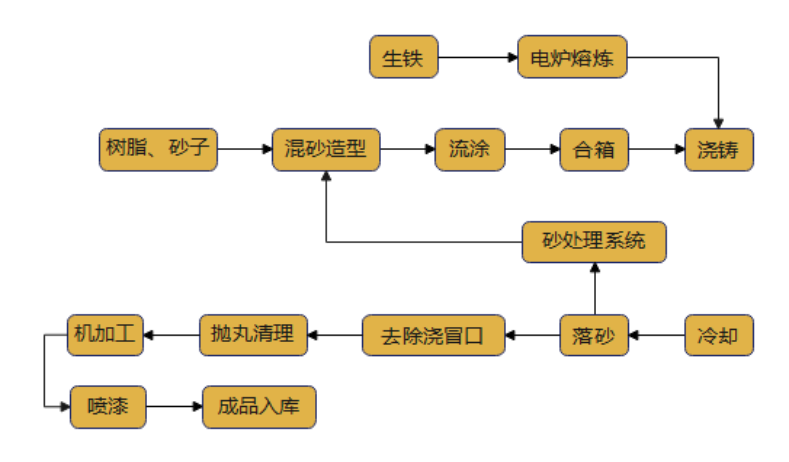 生铁
电炉熔炼
树脂、砂子
混砂造型
流涂
合箱
浇铸
砂处理系统
机加工
抛丸清理
去除浇冒口
落砂
冷却
喷漆
成品入库